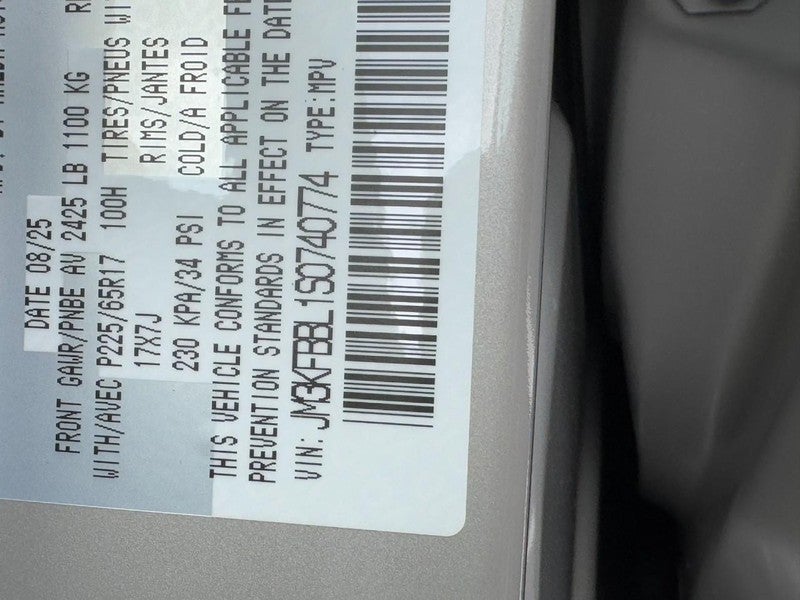 DATE 08/25
FRONT GAWR/PNBE AV 2425 LB 1100 KG
WITH/AVEC P225/65R17 100H TIRES/PNEUS WI
17X7J RIMS/JANTES
230 KPA/34 PSI COLD/A FROID
THIS VEHICLE CONFORMS TO ALL APPLICABLE FE
PREVENTION STANDARDS IN EFFECT ON THE DATE
VIN: JM3KFBBL1S0740774 TYPE:MPV